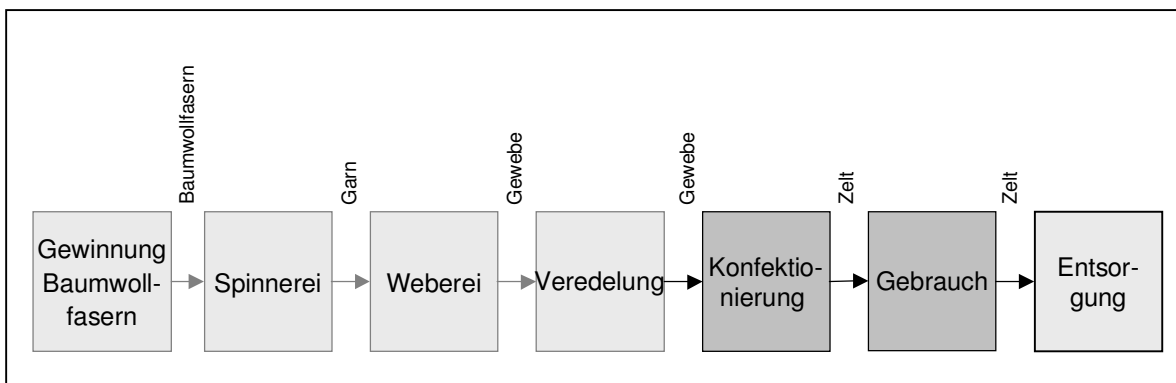 Baumwollfasern
Garn
Gewebe
Gewebe
Zelt
Zelt
Gewinnung
Baumwoll-
fasern
Spinnerei
Weberei
Veredelung
Konfektio-
nierung
Gebrauch
Entsor-
gung